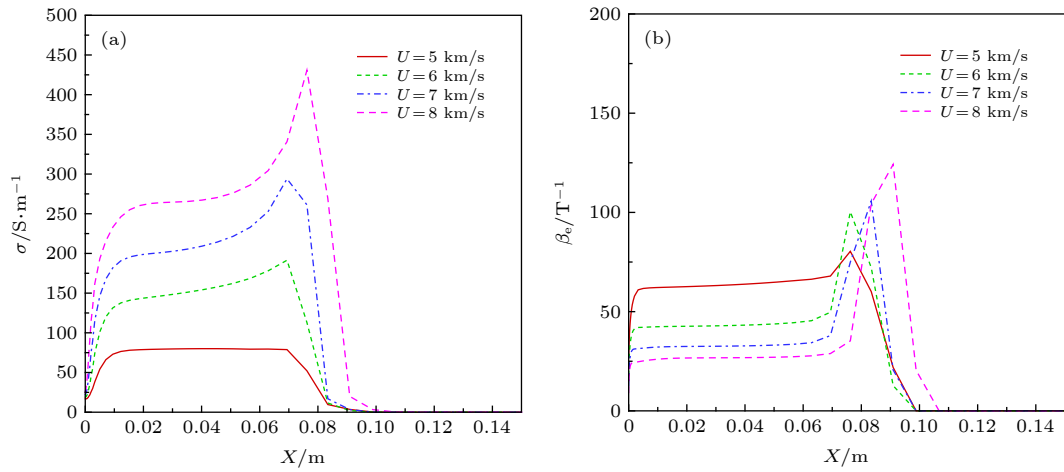 (a)
U=5 km/s
U=6 km/s
U=7 km/s
U=8 km/s
500
450
400
350
300
250
200
150
100
50
0
σ/S·m⁻¹
0 0.02 0.04 0.06 0.08 0.10 0.12 0.14
X/m
(b)
U=5 km/s
U=6 km/s
U=7 km/s
U=8 km/s
200
150
100
50
0
βₑ/T⁻¹
0 0.02 0.04 0.06 0.08 0.10 0.12 0.14
X/m